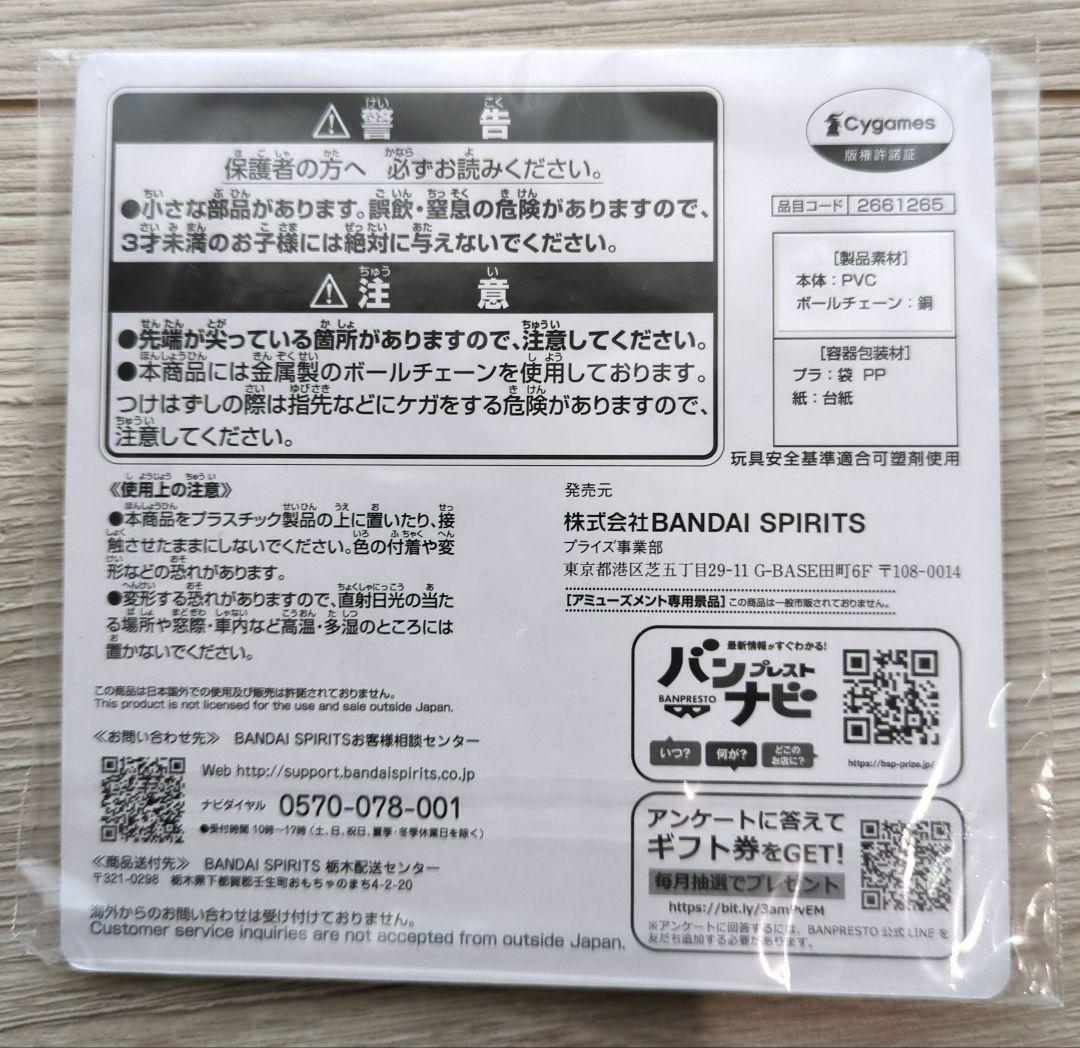 ⚠警告
保護者の方へ 必ずお読みください。
●小さな部品があります。誤飲・窒息の危険がありますので、
3才未満のお子様には絶対に与えないでください。
⚠注意
●先端が尖っている箇所がありますので、注意してください。
●本商品には金属製のボールチェーンを使用しております。
つけはずしの際は指先などにケガをする危険がありますので、
注意してください。
Cygames
版権許諾証
品目コード 2661265
[製品素材]
本体:PVC
ボールチェーン:銅
[容器包装材]
プラ:袋 PP
紙:台紙
玩具安全基準適合可塑剤使用
《使用上の注意》
●本商品をプラスチック製品の上に置いたり、接
触させたままにしないでください。色の付着や変
形などの恐れがあります。
●変形する恐れがありますので、直射日光の当た
る場所や窓際・車内など高温・多湿のところには
置かないでください。
この商品は日本国外での使用及び販売は許諾されておりません。
This product is not licensed for the use and sale outside Japan.
≪お問い合わせ先≫ BANDAI SPIRITSお客様相談センター
Web http://support.bandaispirits.co.jp
ナビダイヤル 0570-078-001
●受付時間 10時~17時(土、日、祝日、夏季・冬季休業日を除く)
≪商品送付先≫ BANDAI SPIRITS 栃木配送センター
〒321-0298 栃木県下都賀郡壬生町おもちゃのまち4-2-20
海外からのお問い合わせは受け付けておりません。
Customer service inquiries are not accepted from outside Japan.
発売元
株式会社BANDAI SPIRITS
プライズ事業部
東京都港区芝五丁目29-11 G-BASE田町6F 〒108-0014
[アミューズメント専用景品] この商品は一般市販されておりません。
最新情報がすぐわかる!
バンプレストナビ
BANPRESTO
いつ? 何が? どこのお店に?
https://bsp-prize.jp/
アンケートに答えて
ギフト券をGET!
毎月抽選でプレゼント
https://bit.ly/3amPvEM
※アンケートに回答するには、BANPRESTO 公式 LINE を
友だち追加する必要があります。